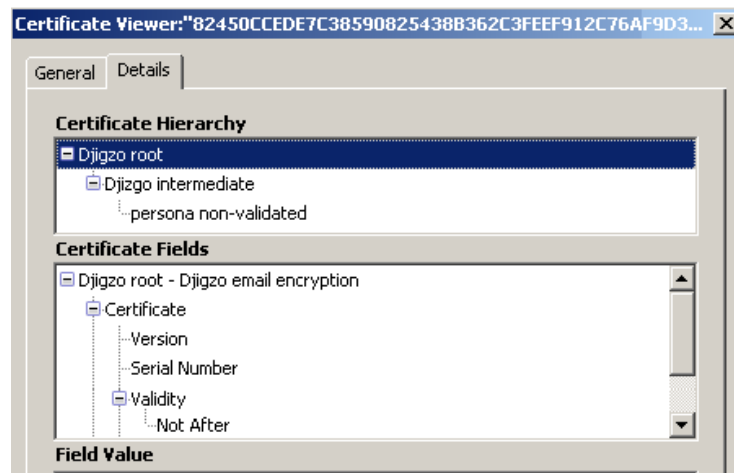 Certificate Viewer:"82450CCEDE7C38590825438B362C3FEEF912C76AF9D3...
General Details
Certificate Hierarchy
Djigzo root
Djizgo intermediate
persona non-validated
Certificate Fields
Djigzo root - Djigzo email encryption
Certificate
Version
Serial Number
Validity
Not After
Field Value